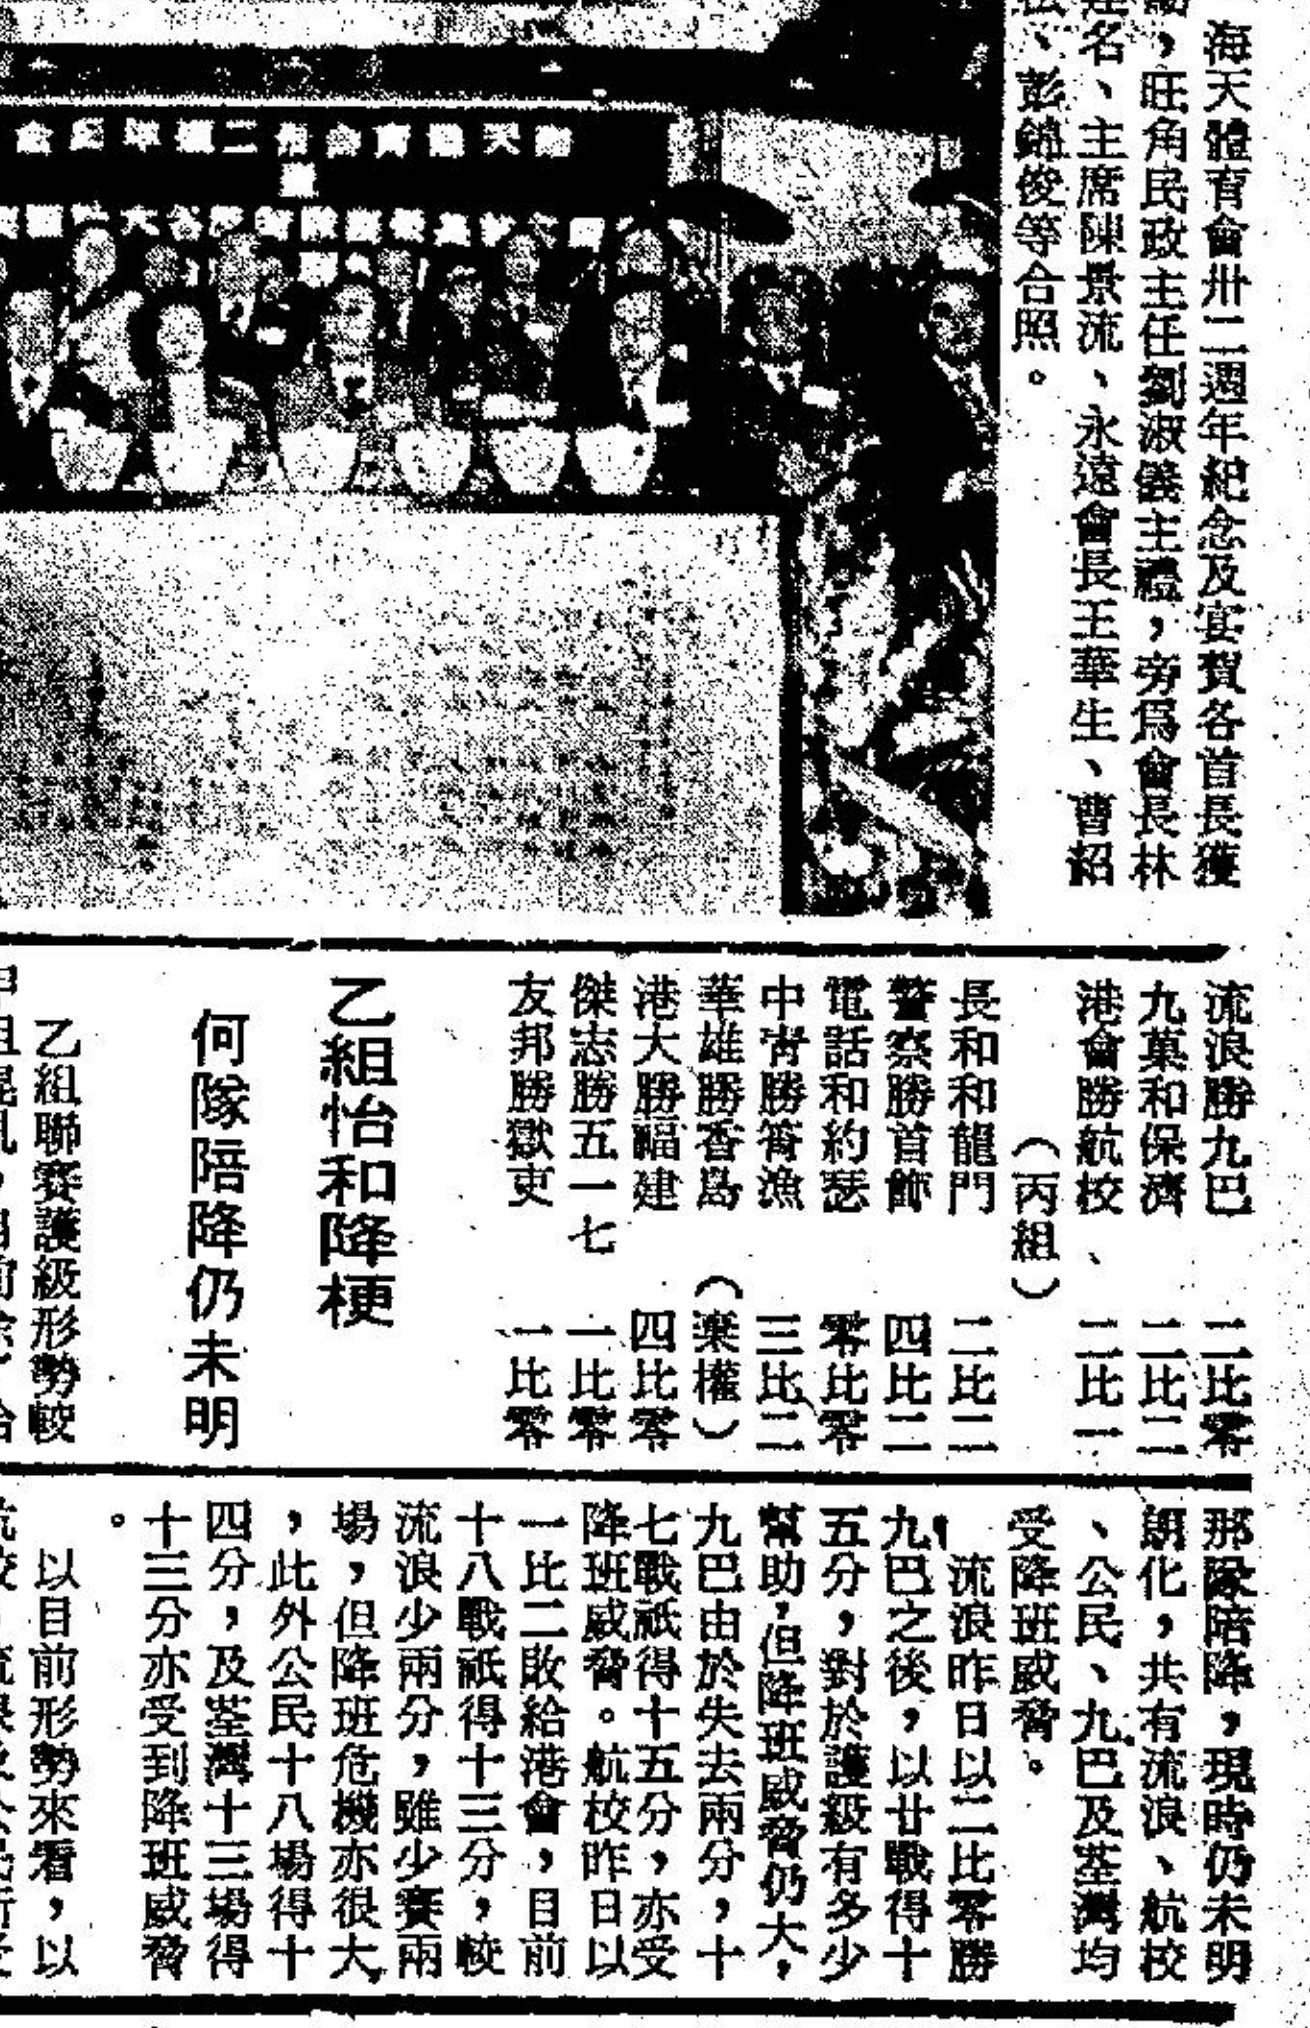 海天體育會卅二週年紀念及宴賀各首長獲
，旺角民政主任劉波儀主禮，旁爲會長林
名、主席陳景流、永遠會長王華生、曹紹
、彭錦俊等合照。
流浪勝九巴 二比零
九菓和保濟 二比二
港會勝航校、 二比一
（丙組）
長和和龍門 二比二
警察勝首飾 四比二
電話和約瑟 零比零
中青勝筲漁 三比二
華雄勝香島 （棄權）
港大勝福建 四比零
傑志勝五一七 一比零
友邦勝獄吏 一比零
乙組怡和降梗
何隊陪降仍未明
乙組聯賽護級形勢較
那隊陪降，現時仍未明
朗化，共有流浪、航校
、公民、九巴及荃灣均
受降班威脅。
流浪昨日以二比零勝
九巴之後，以廿戰得十
五分，對於護級有多少
幫助，但降班威脅仍大，
九巴由於失去兩分，十
七戰祇得十五分，亦受
降班威脅。航校昨日以
一比二敗給港會，目前
十八戰祇得十三分，較
流浪少兩分，雖少賽兩
場，但降班危機亦很大，
，此外公民十八場得十
四分，及荃灣十三場得
十三分亦受到降班威脅
。
以目前形勢來看，以